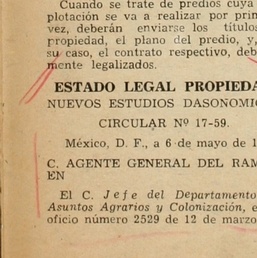 Cuando se trate de predios cuya
plotación se va a realizar por prim
vez, deberán enviarse los títulos
propiedad, el plano del predio, y,
su caso, el contrato respectivo, deb
mente legalizados.
ESTADO LEGAL PROPIEDA
NUEVOS ESTUDIOS DASONOMIC
CIRCULAR Nº 17-59.
México, D. F., a 6 de mayo de 1
C. AGENTE GENERAL DEL RAM
EN
El C. Jefe del Departamento
Asuntos Agrarios y Colonización, e
oficio número 2529 de 12 de marzo